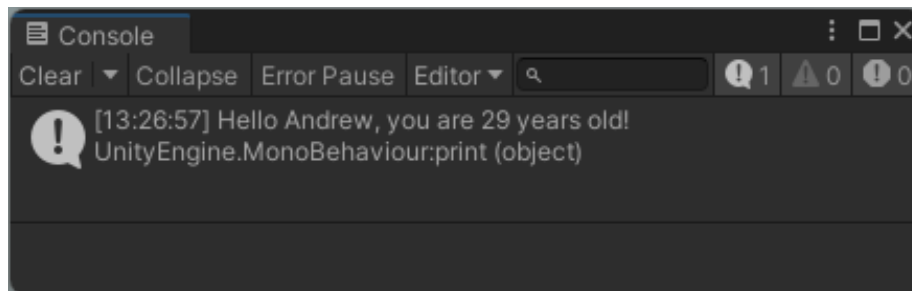 Console
Clear Collapse Error Pause Editor 1 0 0
[13:26:57] Hello Andrew, you are 29 years old!
UnityEngine.MonoBehaviour:print (object)